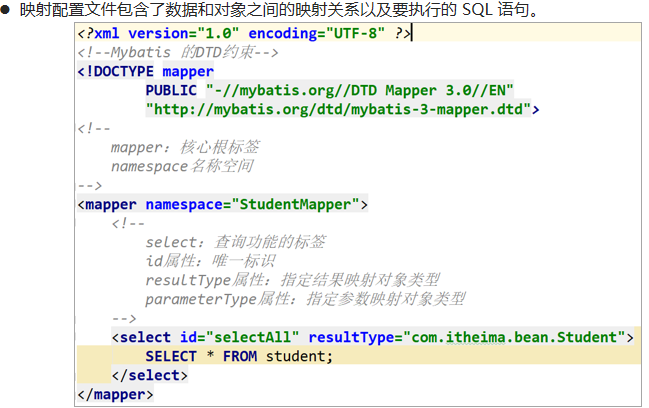 ● 映射配置文件包含了数据和对象之间的映射关系以及要执行的 SQL 语句。
<?xml version="1.0" encoding="UTF-8" ?>
<!--Mybatis 的DTD约束-->
<!DOCTYPE mapper
        PUBLIC "-//mybatis.org//DTD Mapper 3.0//EN"
        "http://mybatis.org/dtd/mybatis-3-mapper.dtd">
<!--
    mapper：核心根标签
    namespace名称空间
-->
<mapper namespace="StudentMapper">
    <!--
        select：查询功能的标签
        id属性：唯一标识
        resultType属性：指定结果映射对象类型
        parameterType属性：指定参数映射对象类型
    -->
    <select id="selectAll" resultType="com.itheima.bean.Student">
        SELECT * FROM student;
    </select>
</mapper>